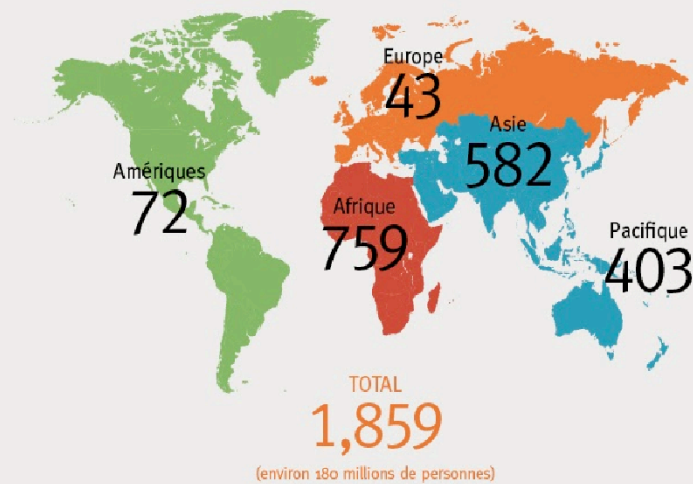 Europe
43
Asie
582
Amériques
72
Afrique
759
Pacifique
403
TOTAL
1,859
(environ 180 millions de personnes)